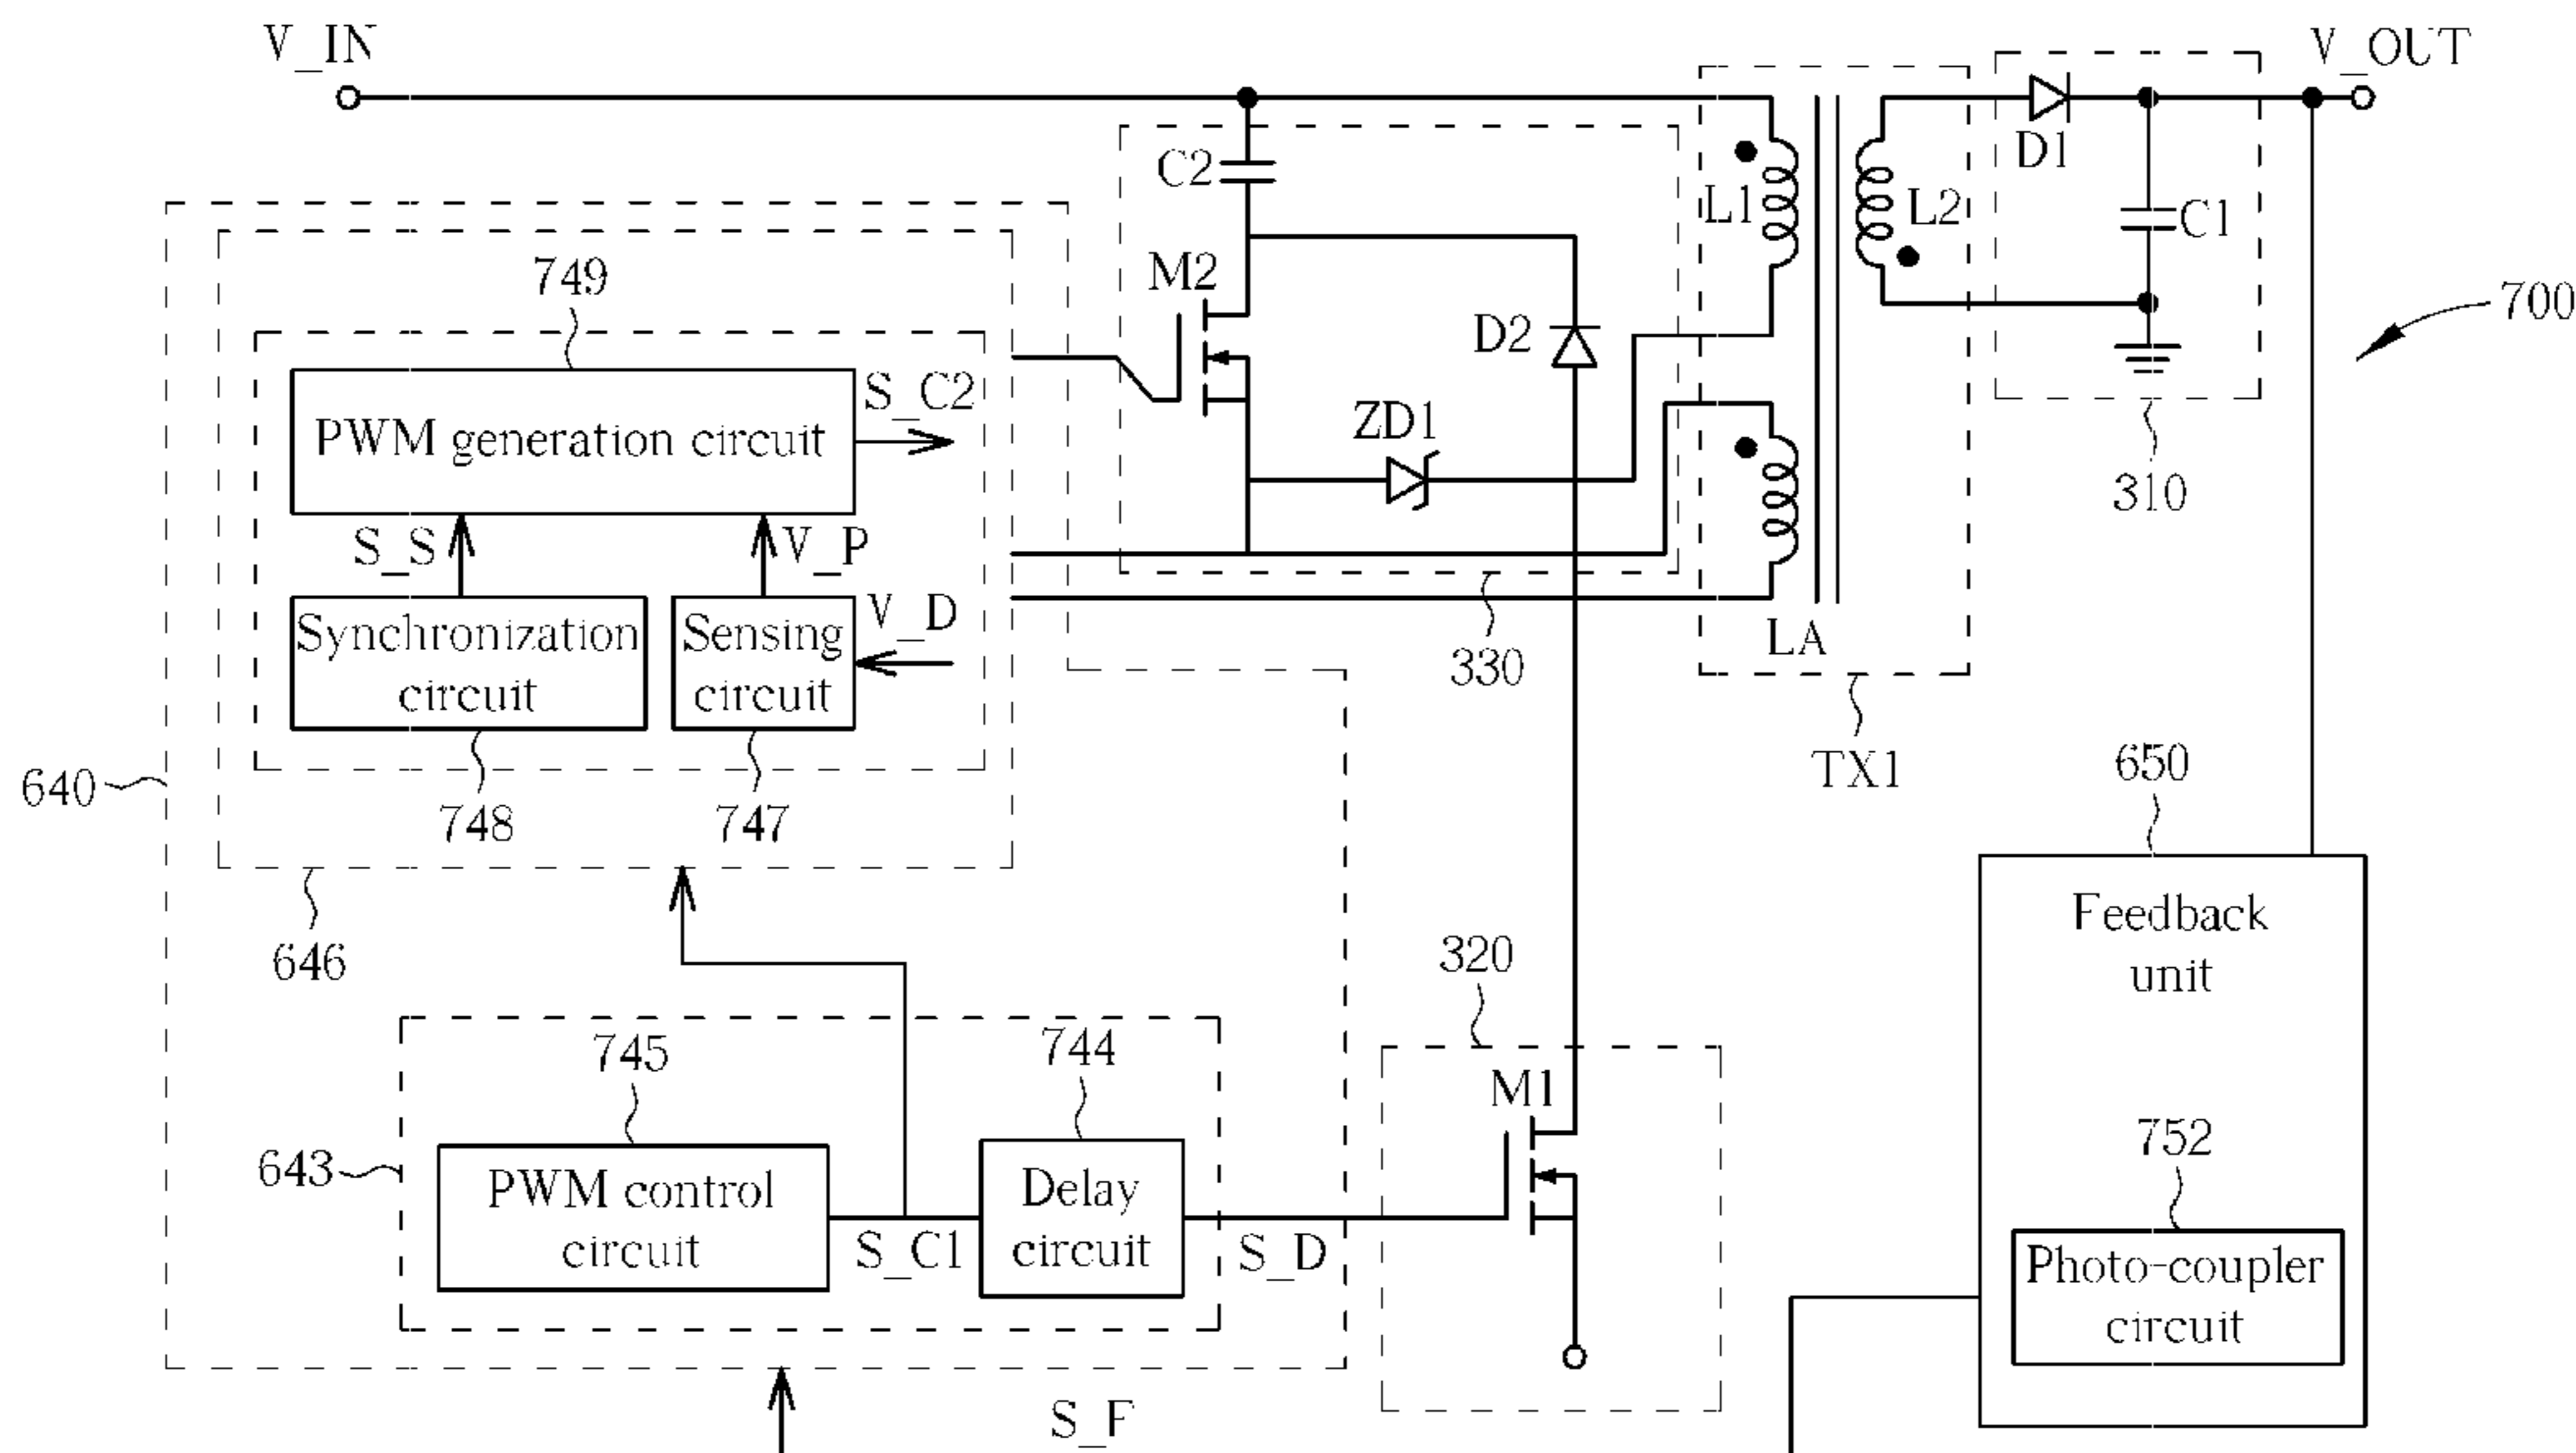 V_IN
V_OUT
C2
L1
L2
D1
C1
M2
749
700
D2
S_C2
PWM generation circuit
ZD1
310
S_S
V_P
V_D
Synchronization
circuit
Sensing
circuit
LA
330
TX1
640
748
747
650
646
Feedback
unit
320
745
744
M1
643
PWM control
circuit
S_C1
Delay
circuit
S_D
752
Photo-coupler
circuit
S_F